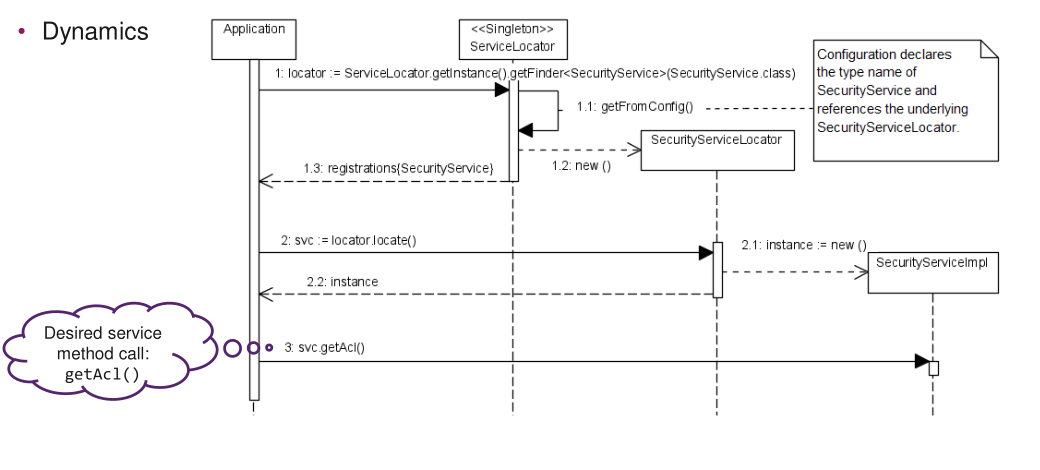 • Dynamics
Application
<<Singleton>>
ServiceLocator
1: locator := ServiceLocator.getInstance().getFinder<SecurityService>(SecurityService.class)
Configuration declares
the type name of
SecurityService and
references the underlying
SecurityServiceLocator.
1.1: getFromConfig()
SecurityServiceLocator
1.2: new ()
1.3: registrations{SecurityService}
2: svc := locator.locate()
2.1: instance := new ()
SecurityServiceImpl
2.2: instance
Desired service
method call:
getAcl()
3: svc.getAcl()